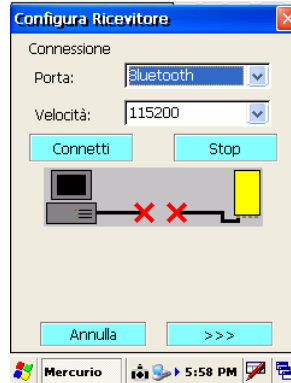 Configura Ricevitore
Connessione
Porta: Bluetooth
Velocità: 115200
Connetti Stop
Annulla >>>
Mercurio 5:58 PM